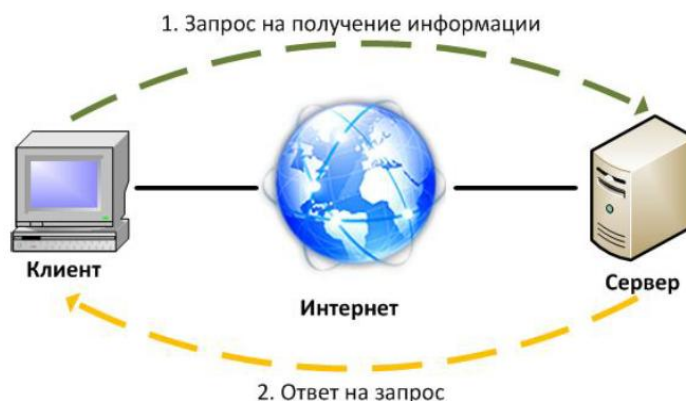 1. Запрос на получение информации
Клиент
Интернет
Сервер
2. Ответ на запрос